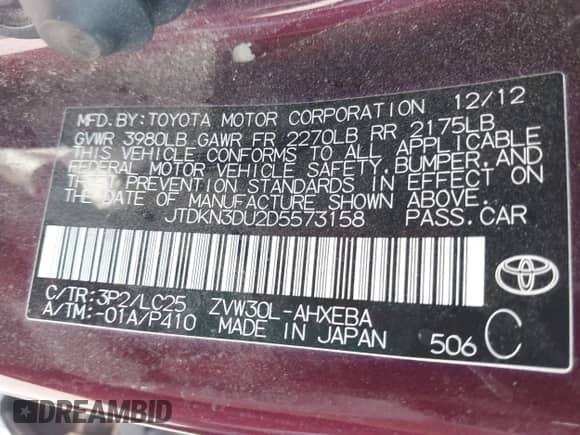 MFD.BY:TOYOTA MOTOR CORPORATION 12/12
GVWR 3980LB GAWR FR 2270LB RR 2175LB
THIS VEHICLE CONFORMS TO ALL APPLICABLE
FEDERAL MOTOR VEHICLE SAFETY,BUMPER,AND
THEFT PREVENTION STANDARDS IN EFFECT ON
THE DATE OF MANUFACTURE SHOWN ABOVE.
JTDKN3DU2D5573158 PASS.CAR
C/TR:3P2/LC25 ZVW30L-AHXEBA
A/TM:-01A/P410 MADE IN JAPAN 506 C
DREAMBID